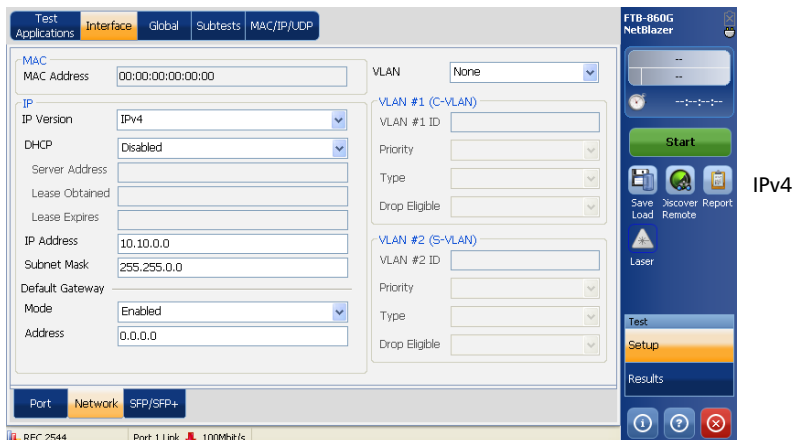 Test Applications Interface Global Subtests MAC/IP/UDP
FTB-860G
NetBlazer
MAC
MAC Address 00:00:00:00:00:00
VLAN None
--
--
--:--:--
IP
IP Version IPv4
DHCP Disabled
Server Address
Lease Obtained
Lease Expires
IP Address 10.10.0.0
Subnet Mask 255.255.0.0
Default Gateway
Mode Enabled
Address 0.0.0.0
VLAN #1 (C-VLAN)
VLAN #1 ID
Priority
Type
Drop Eligible
VLAN #2 (S-VLAN)
VLAN #2 ID
Priority
Type
Drop Eligible
Start
Save Load
Discover Remote
Report
Laser
IPv4
Test
Setup
Results
Port Network SFP/SFP+
RFC 2544 Port 1 Link 100Mbit/s